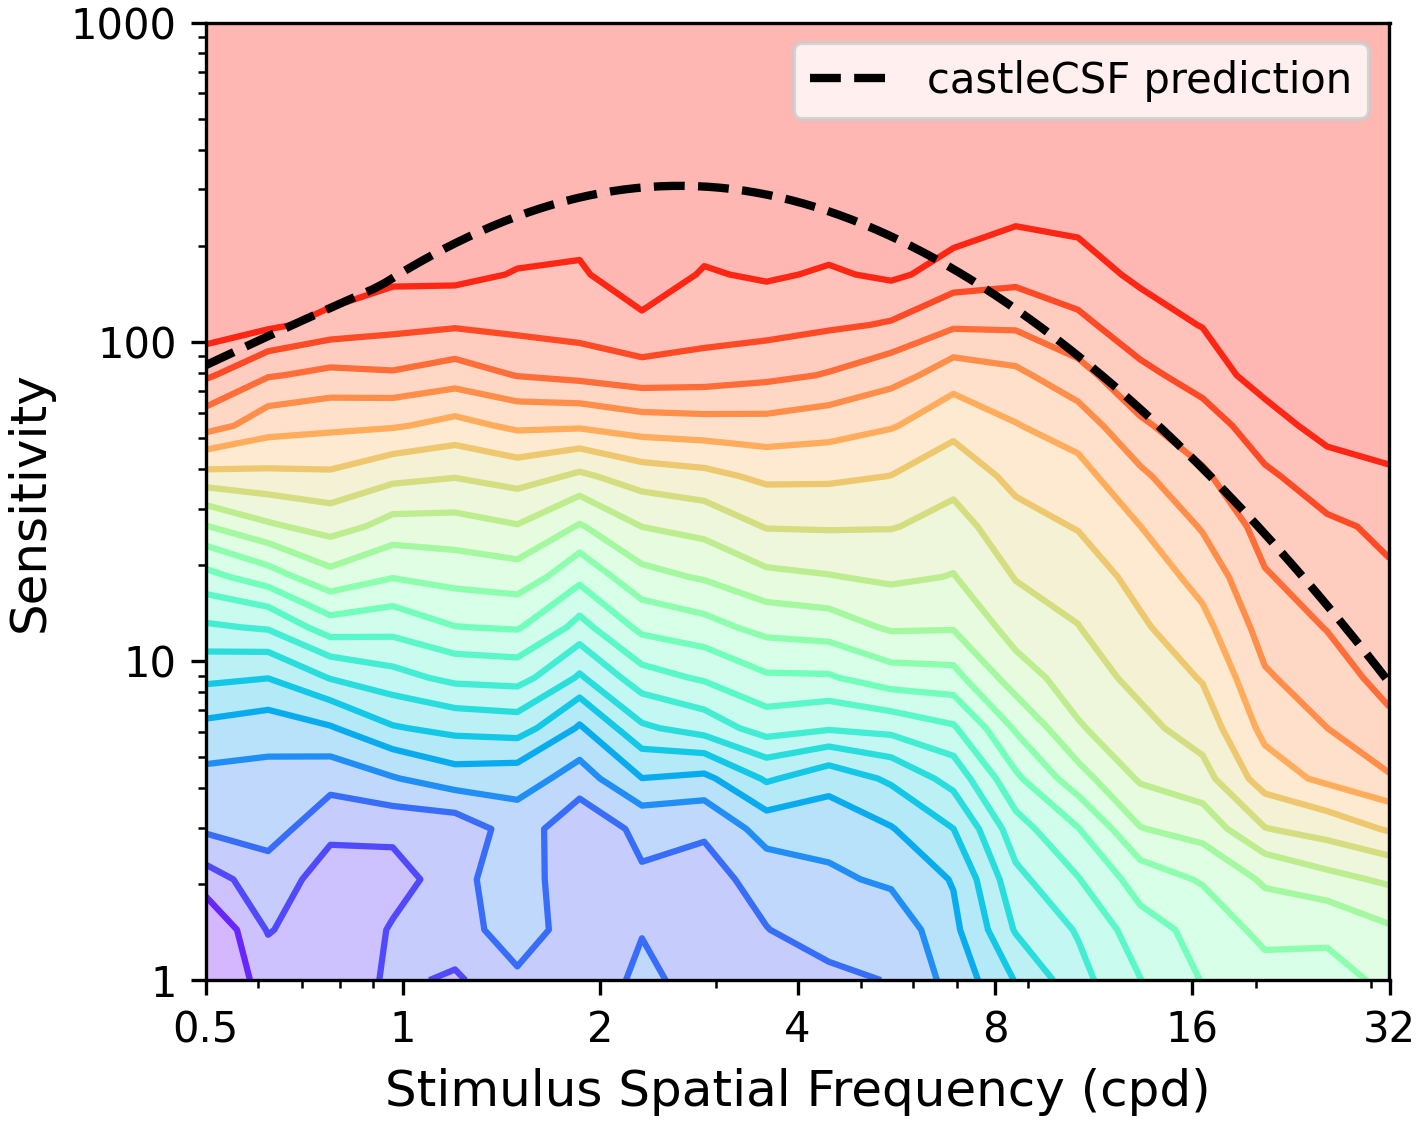 1000
100
10
1
Sensitivity
castleCSF prediction
0.5 1 2 4 8 16 32
Stimulus Spatial Frequency (cpd)